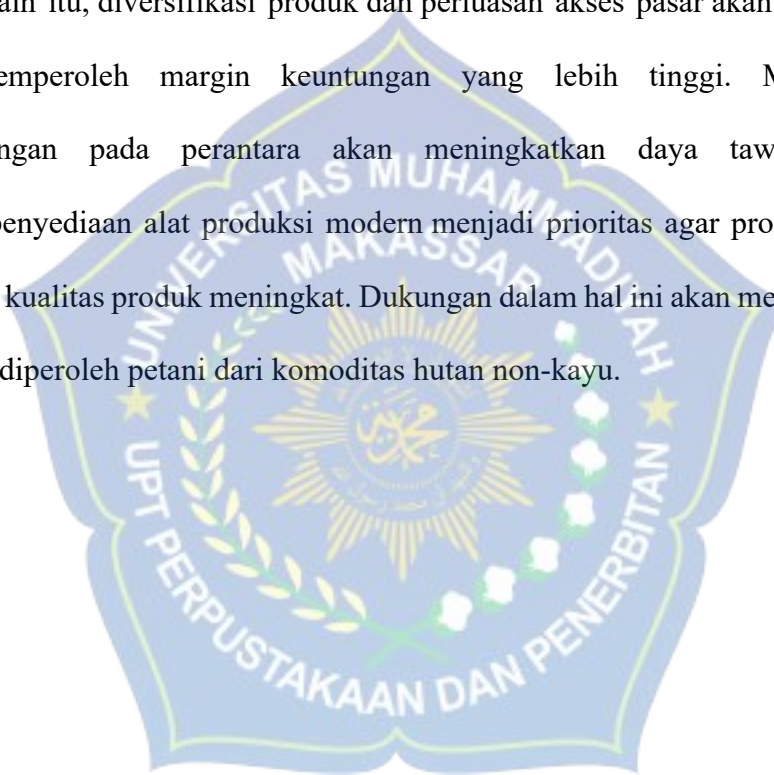 ain itu, diversifikasi produk dan perluasan akses pasar akan
emperoleh margin keuntungan yang lebih tinggi. M
ngan pada perantara akan meningkatkan daya taw
penyediaan alat produksi modern menjadi prioritas agar pro
kualitas produk meningkat. Dukungan dalam hal ini akan me
diperoleh petani dari komoditas hutan non-kayu.
UNIVERSITAS MUHAMMADIYAH
MAKASSAR
محمد
UPT PERPUSTAKAAN DAN PENERBITAN